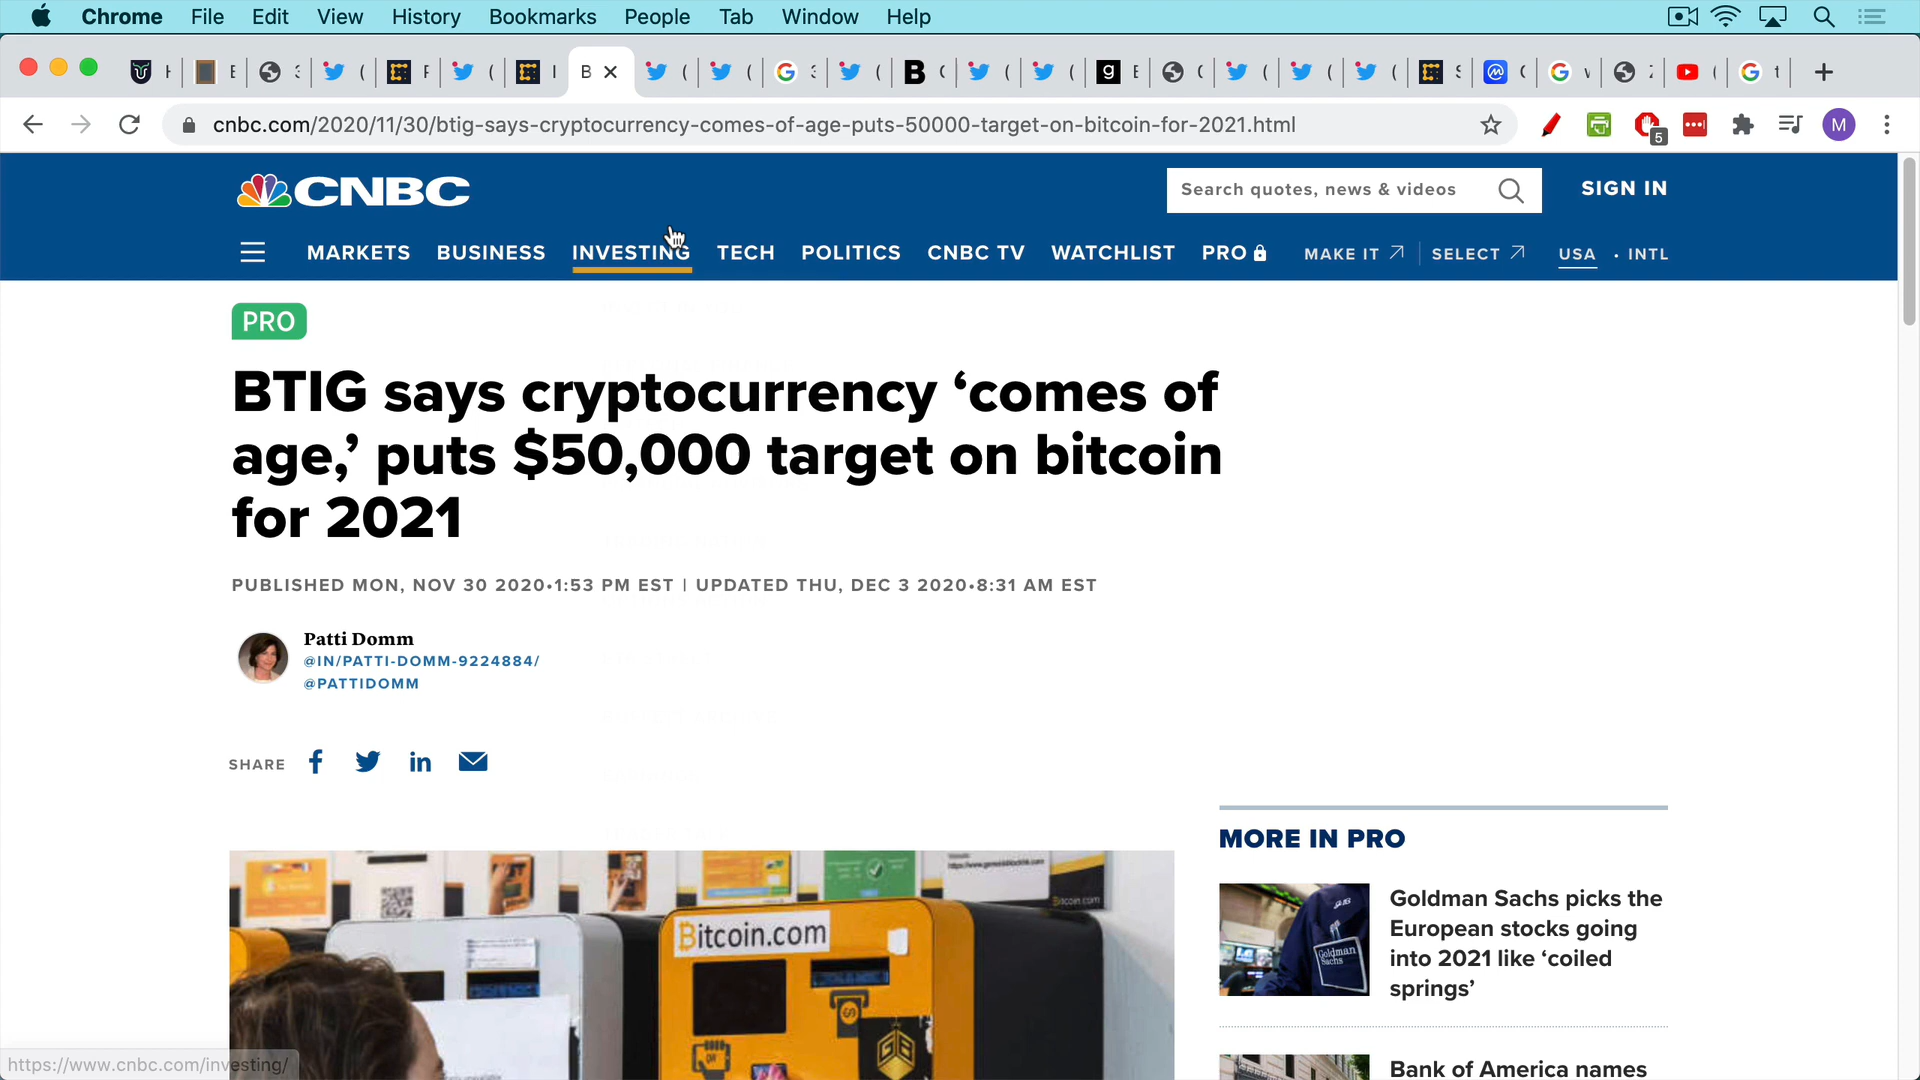 Chrome File Edit View History Bookmarks People Tab Window Help
B
cnbc.com/2020/11/30/btig-says-cryptocurrency-comes-of-age-puts-50000-target-on-bitcoin-for-2021.html
5
M
CNBC
Search quotes, news & videos
SIGN IN
MARKETS BUSINESS INVESTING TECH POLITICS CNBC TV WATCHLIST PRO MAKE IT SELECT USA • INTL
PRO
BTIG says cryptocurrency ‘comes of
age,’ puts $50,000 target on bitcoin
for 2021
PUBLISHED MON, NOV 30 2020•1:53 PM EST | UPDATED THU, DEC 3 2020•8:31 AM EST
Patti Domm
@IN/PATTI-DOMM-9224884/
@PATTIDOMM
SHARE
MORE IN PRO
Goldman Sachs picks the
European stocks going
into 2021 like ‘coiled
springs’
Goldman
Sachs
Bank of America names
Bitcoin.com
Bitcoin.com
https://www.cnbc.com/investing/